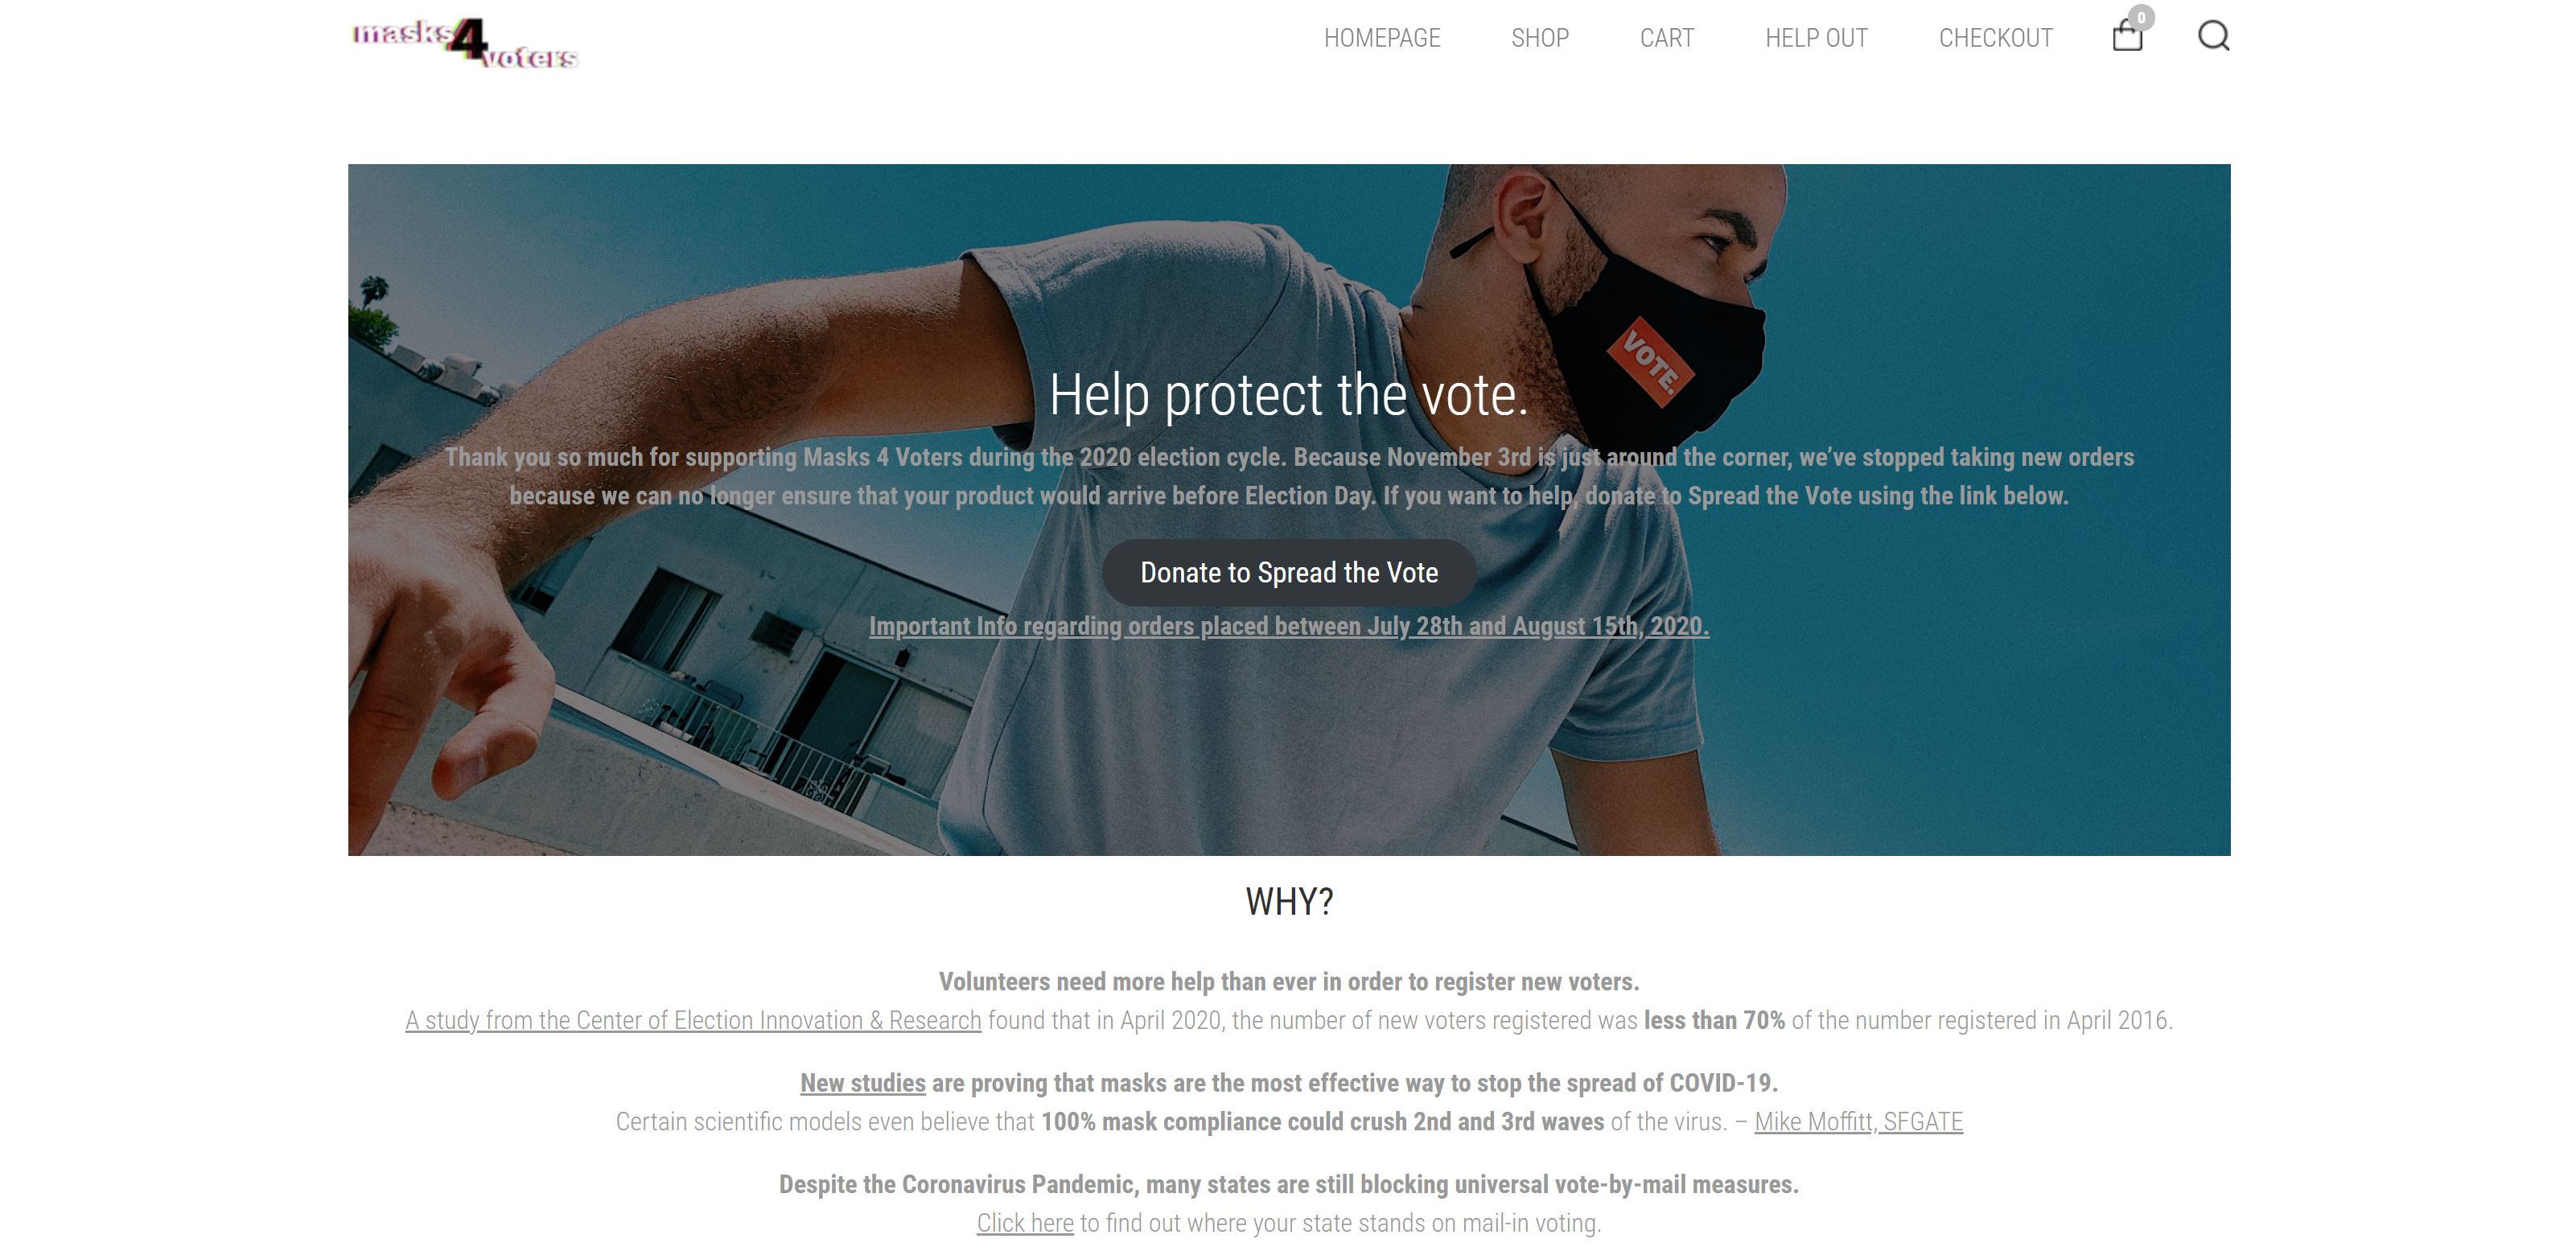 masks4voters
HOMEPAGE
SHOP
CART
HELP OUT
CHECKOUT
0
VOTE.
Help protect the vote.
Thank you so much for supporting Masks 4 Voters during the 2020 election cycle. Because November 3rd is just around the corner, we’ve stopped taking new orders
because we can no longer ensure that your product would arrive before Election Day. If you want to help, donate to Spread the Vote using the link below.
Donate to Spread the Vote
Important Info regarding orders placed between July 28th and August 15th, 2020.
WHY?
Volunteers need more help than ever in order to register new voters.
A study from the Center of Election Innovation & Research found that in April 2020, the number of new voters registered was less than 70% of the number registered in April 2016.
New studies are proving that masks are the most effective way to stop the spread of COVID-19.
Certain scientific models even believe that 100% mask compliance could crush 2nd and 3rd waves of the virus. – Mike Moffitt, SFGATE
Despite the Coronavirus Pandemic, many states are still blocking universal vote-by-mail measures.
Click here to find out where your state stands on mail-in voting.